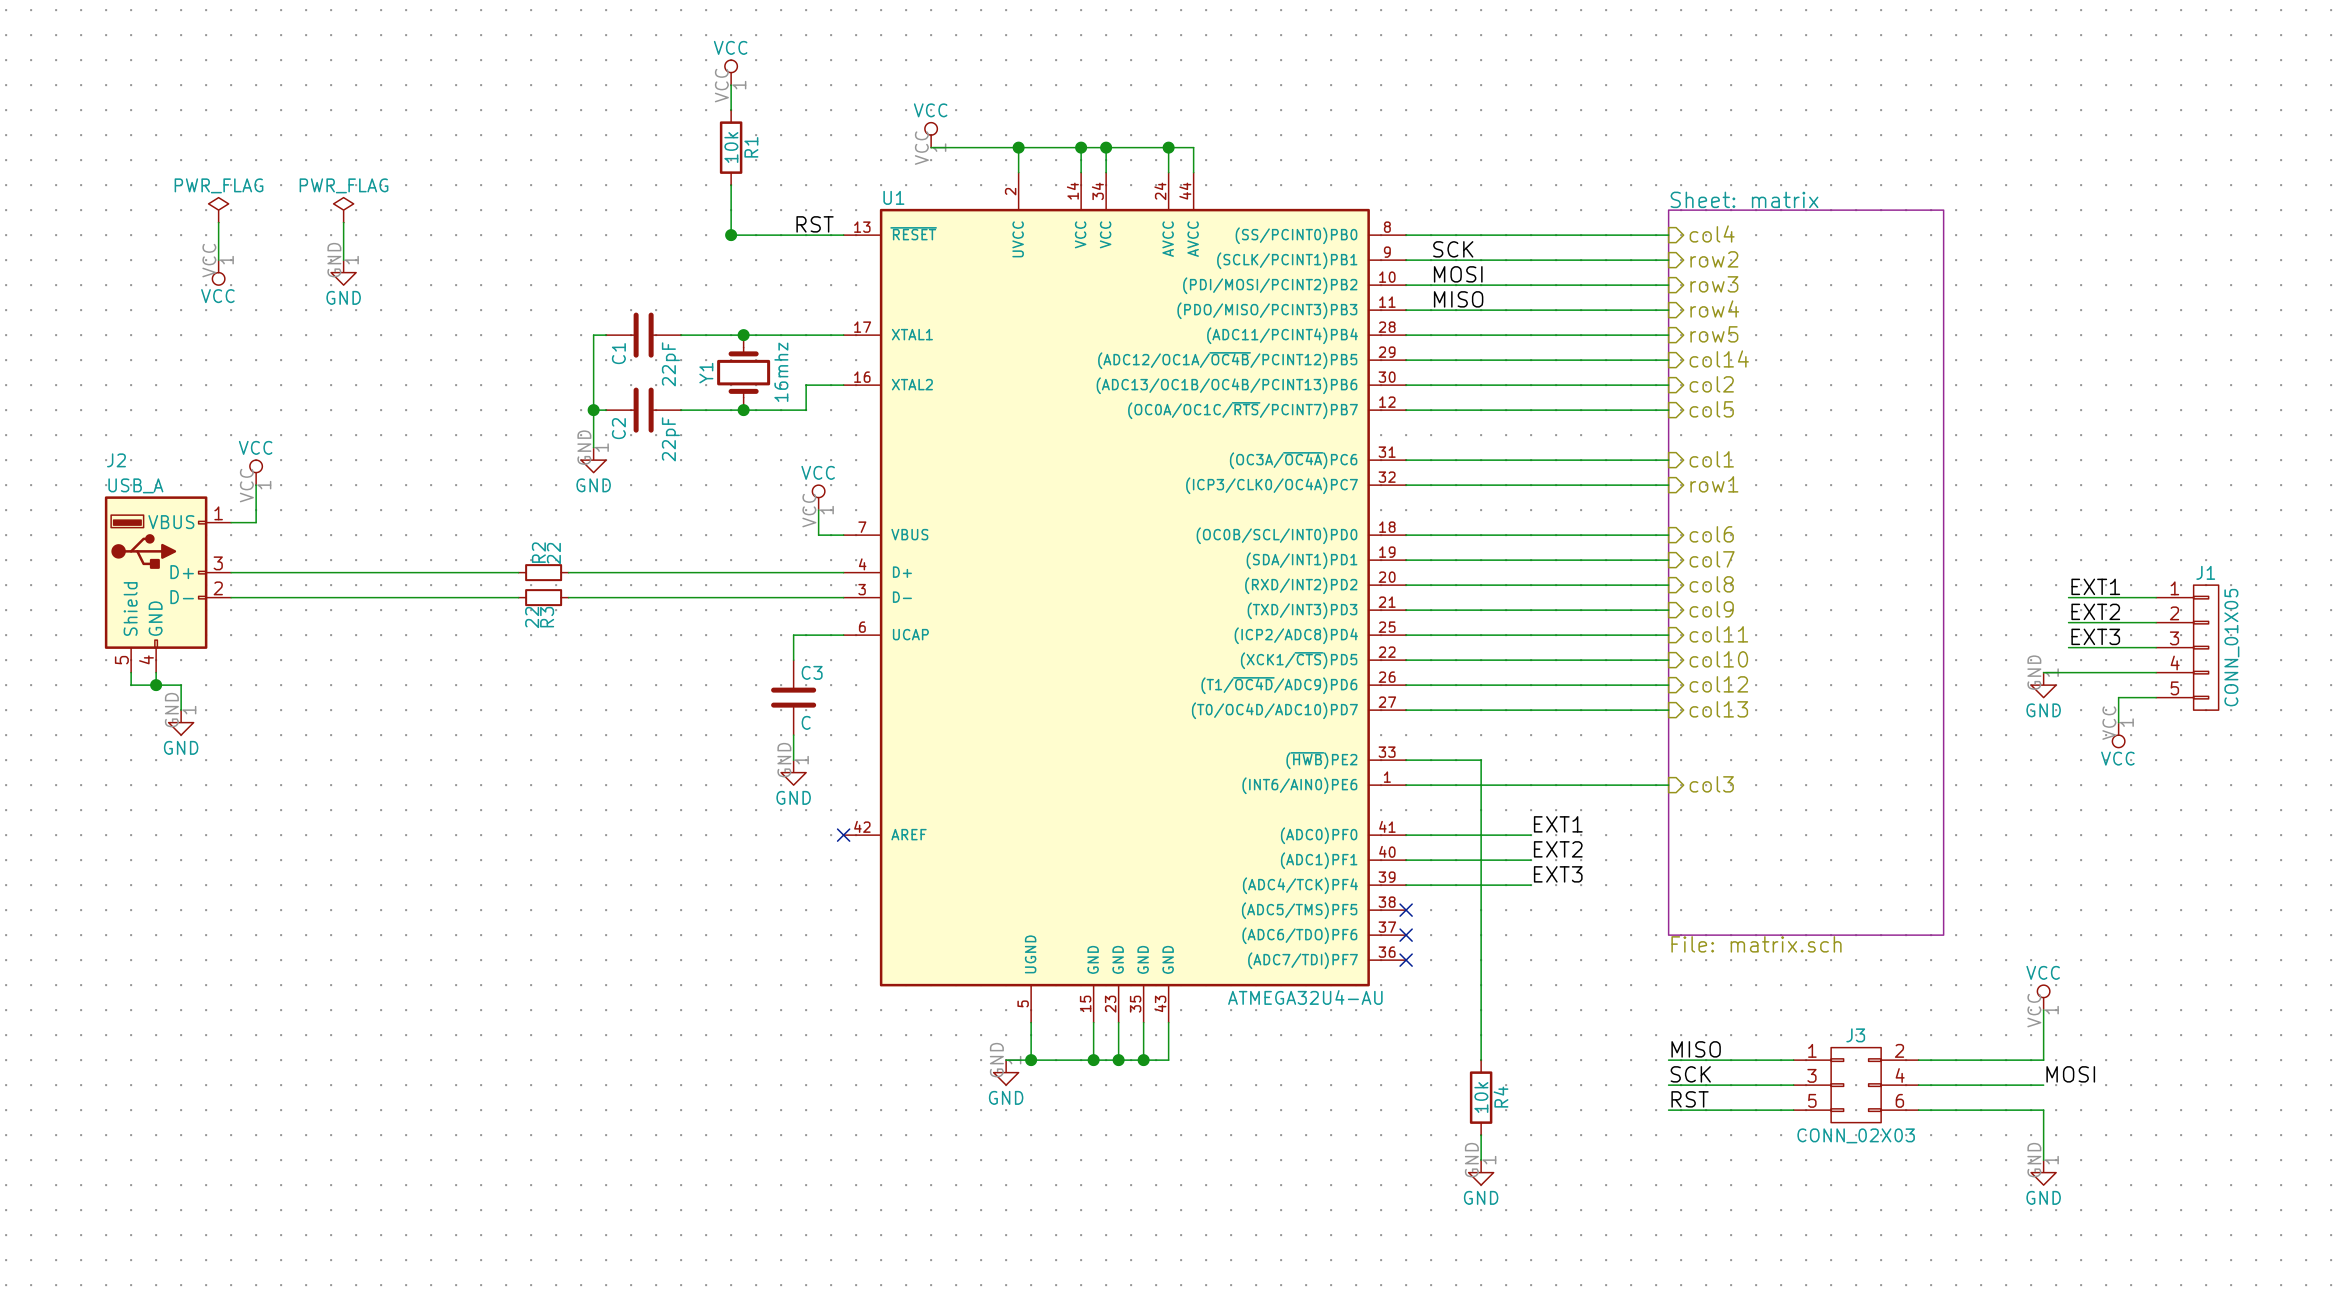 PWR_FLAG
VCC
1
VCC
PWR_FLAG
GND
1
GND
VCC
VCC
1
10k
R1
RST
VCC
VCC
1
C1
22pF
Y1
16mhz
C2
22pF
GND
1
GND
J2
USB_A
VCC
VCC
1
VBUS 1
D+ 3
D- 2
Shield
GND
5
4
GND
1
GND
R2
22
22
R3
VCC
VCC
1
C3
C
GND
1
GND
U1
2
14
34
24
44
UVCC
VCC
VCC
AVCC
AVCC
13 RESET
17 XTAL1
16 XTAL2
7 VBUS
4 D+
3 D-
6 UCAP
42 AREF
(SS/PCINT0)PB0 8
(SCLK/PCINT1)PB1 9 SCK
(PDI/MOSI/PCINT2)PB2 10 MOSI
(PDO/MISO/PCINT3)PB3 11 MISO
(ADC11/PCINT4)PB4 28
(ADC12/OC1A/OC4B/PCINT12)PB5 29
(ADC13/OC1B/OC4B/PCINT13)PB6 30
(OC0A/OC1C/RTS/PCINT7)PB7 12
(OC3A/OC4A)PC6 31
(ICP3/CLK0/OC4A)PC7 32
(OC0B/SCL/INT0)PD0 18
(SDA/INT1)PD1 19
(RXD/INT2)PD2 20
(TXD/INT3)PD3 21
(ICP2/ADC8)PD4 25
(XCK1/CTS)PD5 22
(T1/OC4D/ADC9)PD6 26
(T0/OC4D/ADC10)PD7 27
(HWB)PE2 33
(INT6/AIN0)PE6 1
(ADC0)PF0 41 EXT1
(ADC1)PF1 40 EXT2
(ADC4/TCK)PF4 39 EXT3
(ADC5/TMS)PF5 38
(ADC6/TDO)PF6 37
(ADC7/TDI)PF7 36
UGND
GND
GND
GND
GND
5
15
23
35
43
ATMEGA32U4-AU
GND
1
GND
10k
R4
GND
1
GND
Sheet: matrix
col4
row2
row3
row4
row5
col14
col2
col5
col1
row1
col6
col7
col8
col9
col11
col10
col12
col13
col3
File: matrix.sch
J1
EXT1 1
EXT2 2
EXT3 3
4
5
CONN_01X05
GND
1
GND
VCC
1
VCC
VCC
VCC
1
J3
MISO 1 2
SCK 3 4 MOSI
RST 5 6
CONN_02X03
GND
1
GND